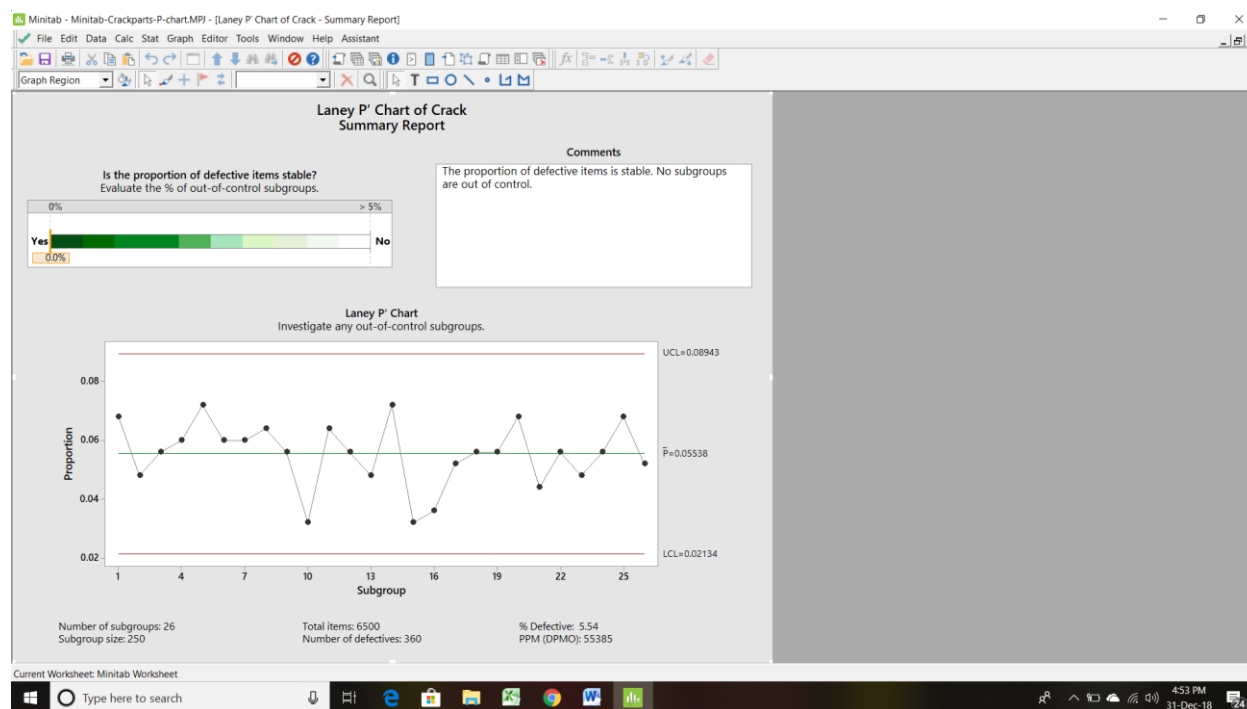 Minitab - Minitab-Crackparts-P-chart.MPJ - [Laney P' Chart of Crack - Summary Report]
File Edit Data Calc Stat Graph Editor Tools Window Help Assistant
Graph Region
Laney P' Chart of Crack
Summary Report
Is the proportion of defective items stable?
Evaluate the % of out-of-control subgroups.
0% > 5%
Yes No
0.0%
Comments
The proportion of defective items is stable. No subgroups
are out of control.
Laney P' Chart
Investigate any out-of-control subgroups.
UCL=0.08943
0.08
0.06
P̄=0.05538
0.04
0.02
LCL=0.02134
Proportion
1 4 7 10 13 16 19 22 25
Subgroup
Number of subgroups: 26 Total items: 6500 % Defective: 5.54
Subgroup size: 250 Number of defectives: 360 PPM (DPMO): 55385
Current Worksheet: Minitab Worksheet
Type here to search
4:53 PM
31-Dec-18
24